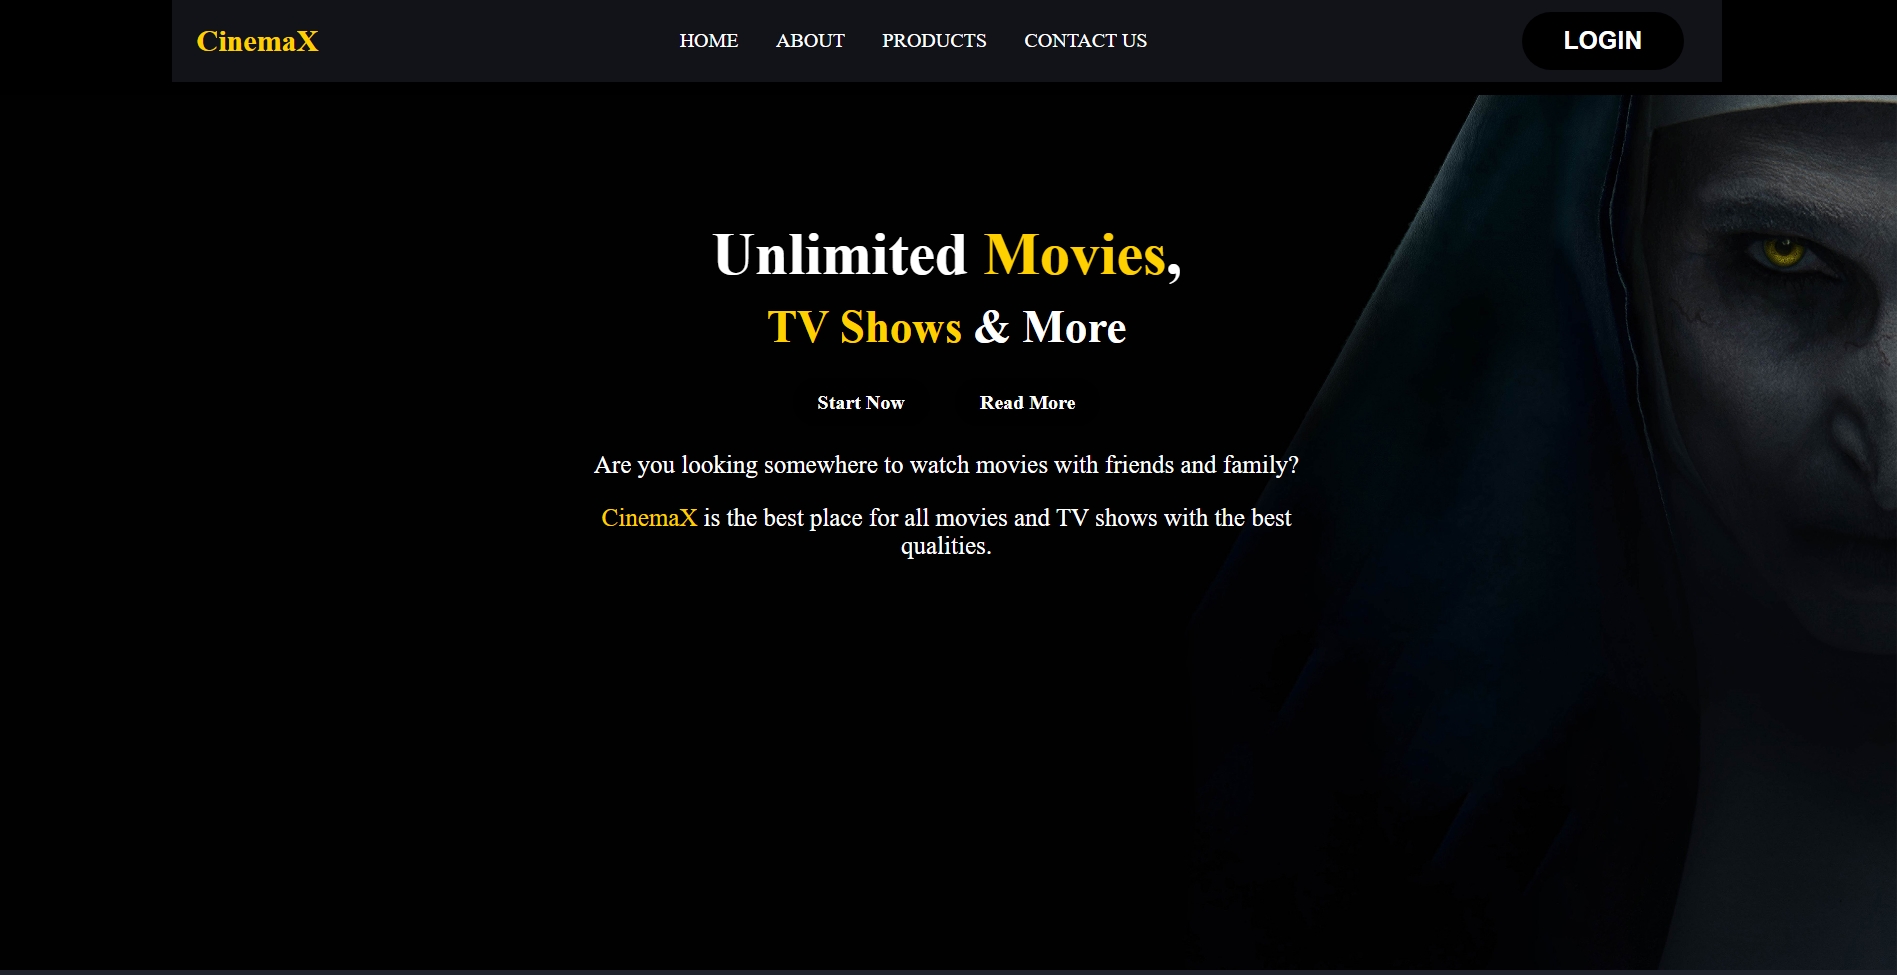 CinemaX
HOME ABOUT PRODUCTS CONTACT US
LOGIN
Unlimited Movies,
TV Shows & More
Start Now Read More
Are you looking somewhere to watch movies with friends and family?
CinemaX is the best place for all movies and TV shows with the best
qualities.